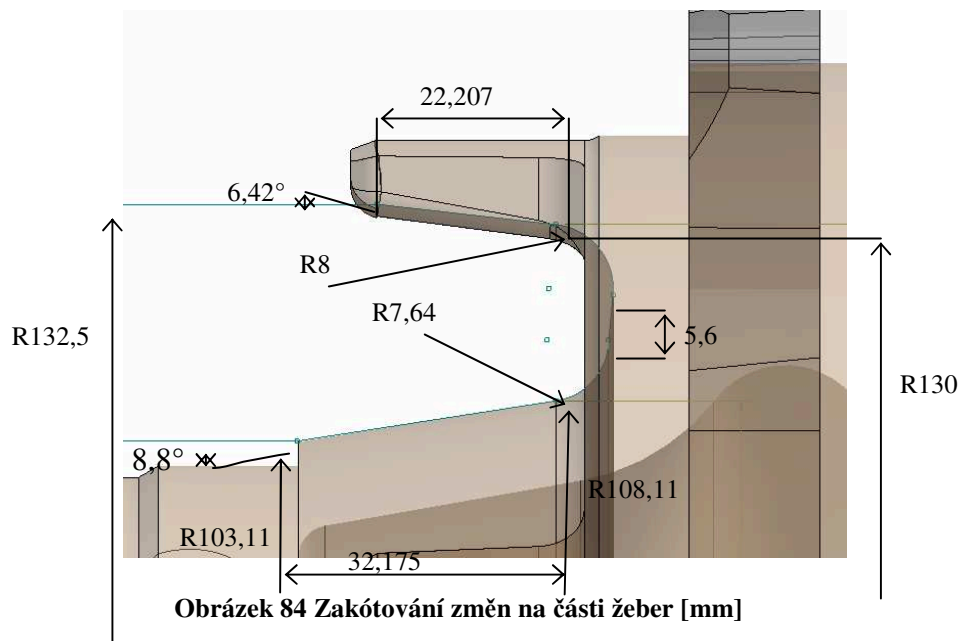 22,207
6,42°
R8
R7,64
R132,5
5,6
R130
8,8°
R108,11
R103,11
32,175
Obrázek 84 Zakótování změn na části žeber [mm]